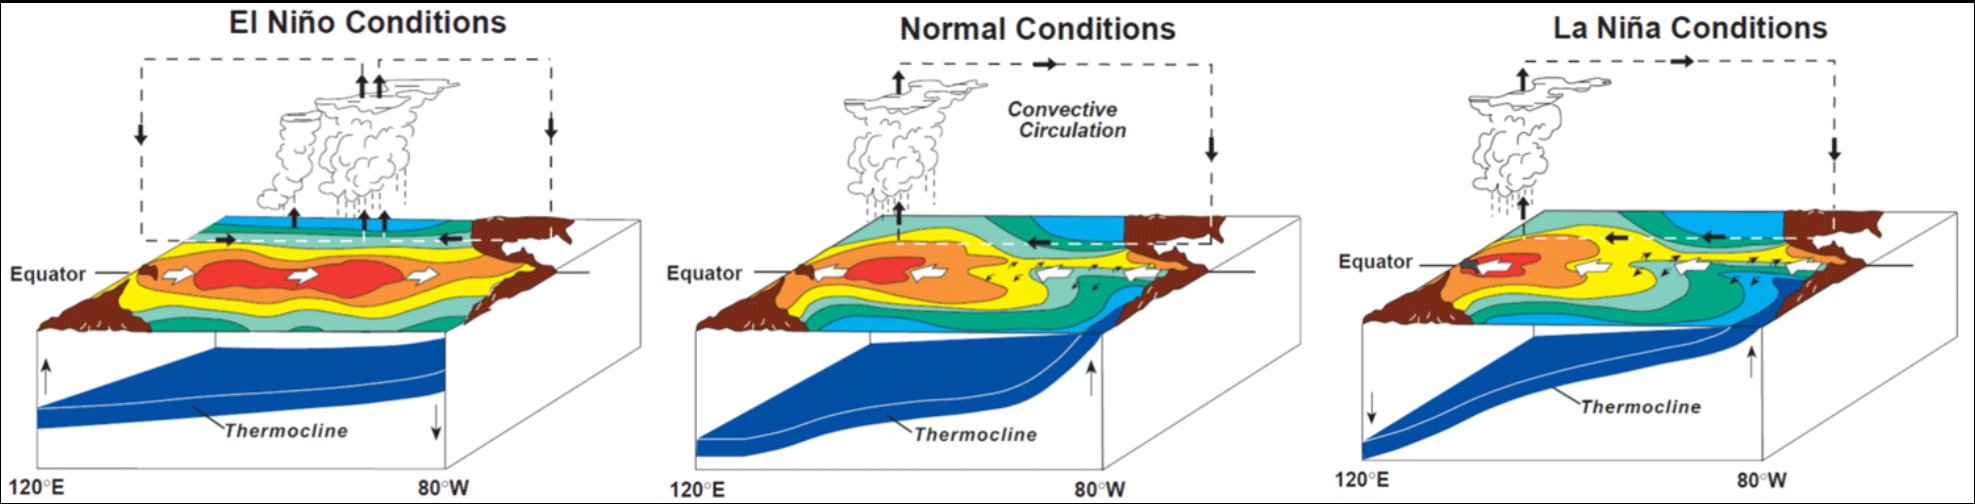 El Niño Conditions
Equator
Thermocline
120°E
80°W
Normal Conditions
Convective
Circulation
Equator
Thermocline
120°E
80°W
La Niña Conditions
Equator
Thermocline
120°E
80°W